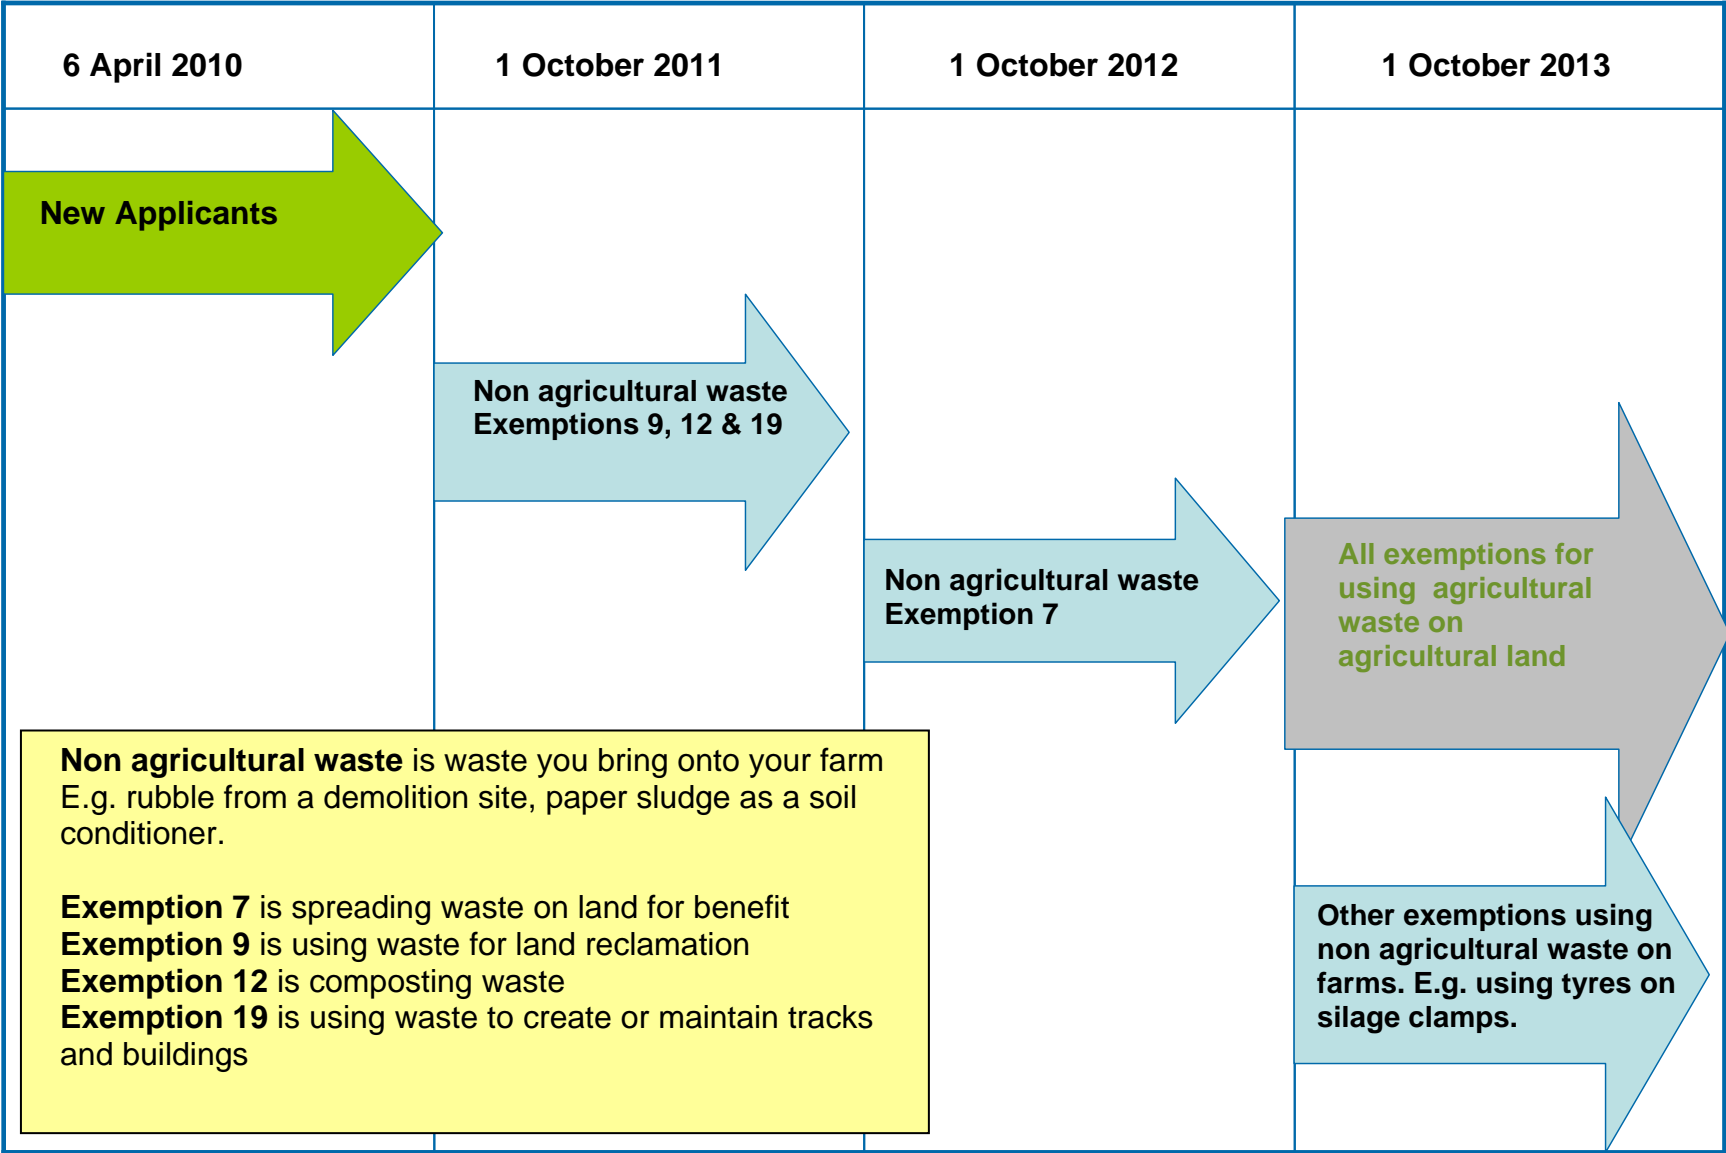 6 April 2010
1 October 2011
1 October 2012
1 October 2013
New Applicants
Non agricultural waste
Exemptions 9, 12 & 19
Non agricultural waste
Exemption 7
All exemptions for
using  agricultural
waste on
agricultural land
Other exemptions using
non agricultural waste on
farms. E.g. using tyres on
silage clamps.
Non agricultural waste is waste you bring onto your farm
E.g. rubble from a demolition site, paper sludge as a soil
conditioner.
Exemption 7 is spreading waste on land for benefit
Exemption 9 is using waste for land reclamation
Exemption 12 is composting waste
Exemption 19 is using waste to create or maintain tracks
and buildings